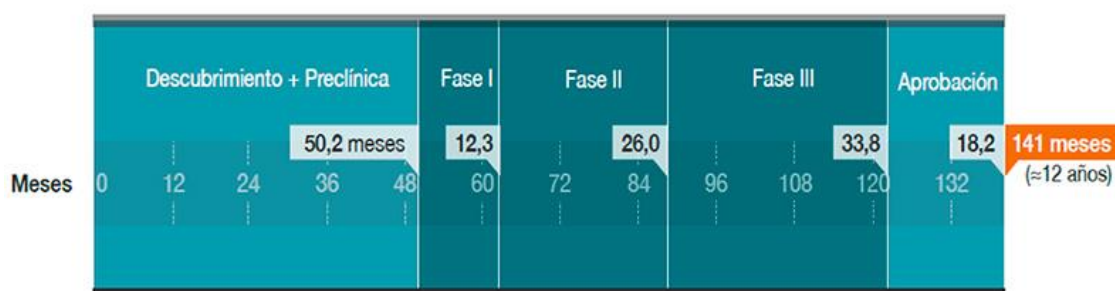 Descubrimiento + Preclínica Fase I Fase II Fase III Aprobación
50,2 meses 12,3 26,0 33,8 18,2 141 meses
(≈12 años)
Meses 0 12 24 36 48 60 72 84 96 108 120 132